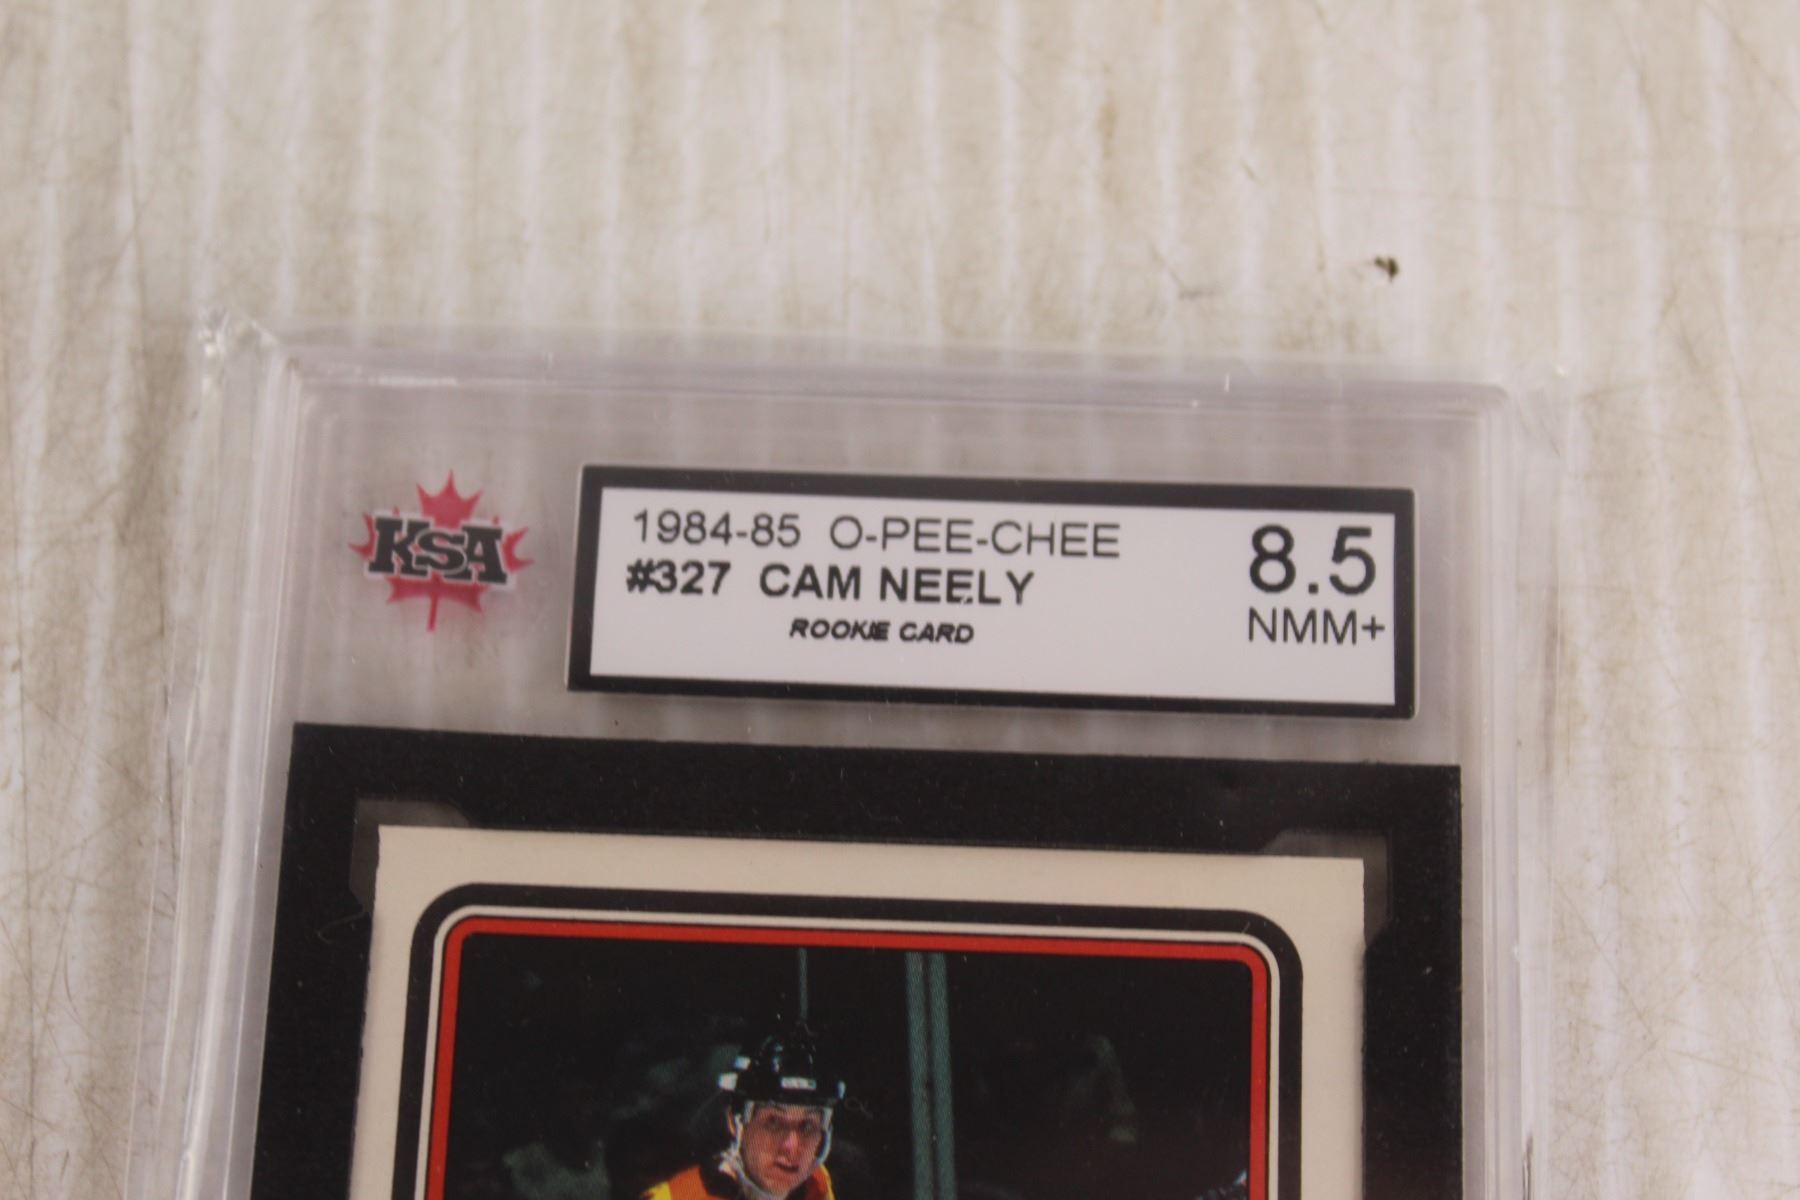 KSA
1984-85 O-PEE-CHEE
#327 CAM NEELY
ROOKIE CARD
8.5
NMM+